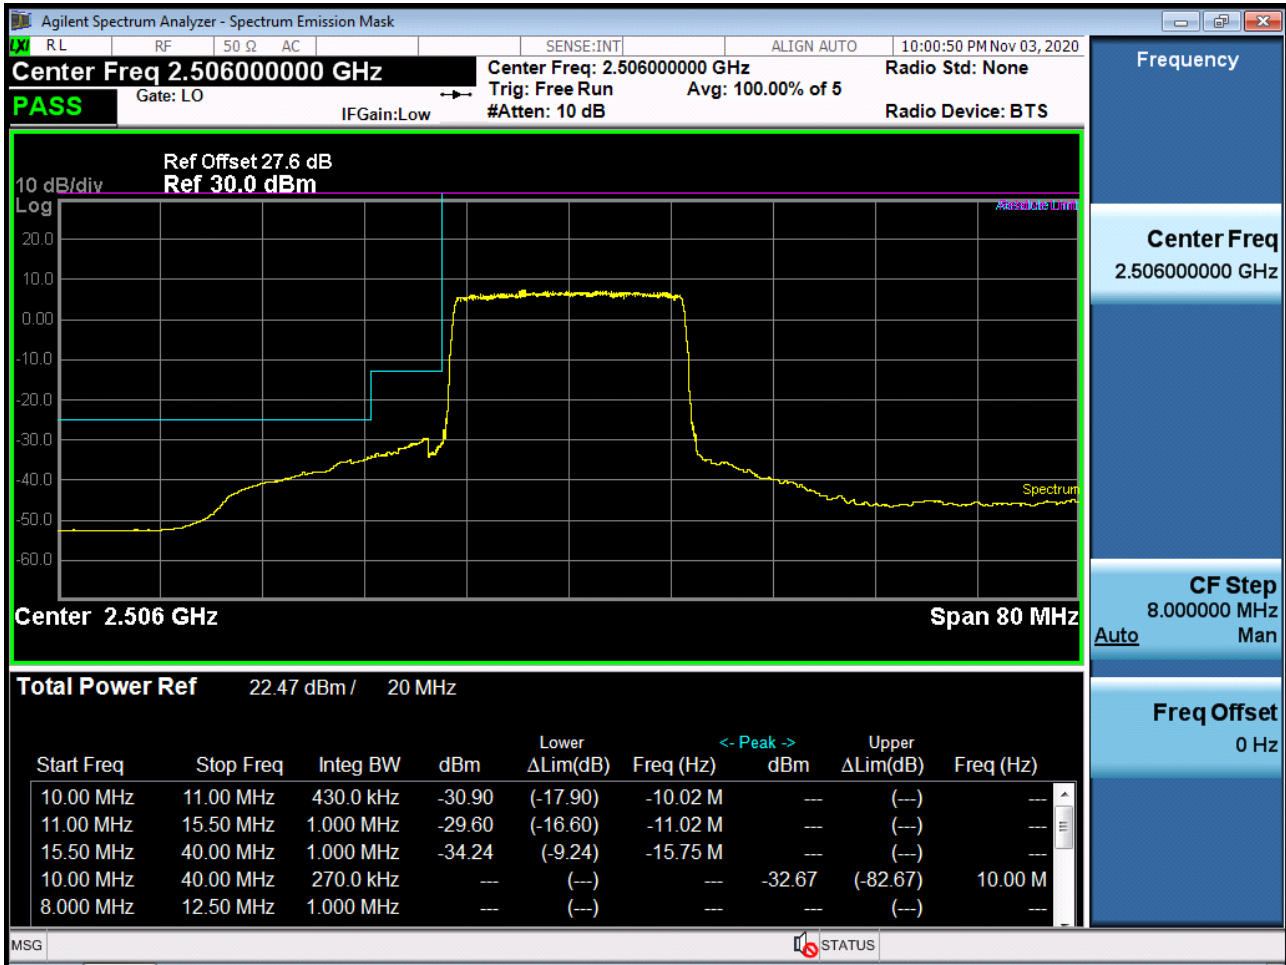 Agilent Spectrum Analyzer - Spectrum Emission Mask
LXI RL RF 50 Ω AC SENSE:INT ALIGN AUTO 10:00:50 PM Nov 03, 2020
Center Freq 2.506000000 GHz
PASS
Gate: LO
IFGain:Low
Center Freq: 2.506000000 GHz
Trig: Free Run Avg: 100.00% of 5
#Atten: 10 dB
Radio Std: None
Radio Device: BTS
Ref Offset 27.6 dB
10 dB/div Ref 30.0 dBm
Log
Absolute Limit
20.0
10.0
0.00
-10.0
-20.0
-30.0
-40.0
Spectrum
-50.0
-60.0
Center 2.506 GHz Span 80 MHz
Total Power Ref 22.47 dBm / 20 MHz
Lower <- Peak -> Upper
Start Freq Stop Freq Integ BW dBm ΔLim(dB) Freq (Hz) dBm ΔLim(dB) Freq (Hz)
10.00 MHz 11.00 MHz 430.0 kHz -30.90 (-17.90) -10.02 M --- (---) ---
11.00 MHz 15.50 MHz 1.000 MHz -29.60 (-16.60) -11.02 M --- (---) ---
15.50 MHz 40.00 MHz 1.000 MHz -34.24 (-9.24) -15.75 M --- (---) ---
10.00 MHz 40.00 MHz 270.0 kHz --- (---) --- -32.67 (-82.67) 10.00 M
8.000 MHz 12.50 MHz 1.000 MHz --- (---) --- --- (---) ---
MSG STATUS
Frequency
Center Freq
2.506000000 GHz
CF Step
8.000000 MHz
Auto Man
Freq Offset
0 Hz